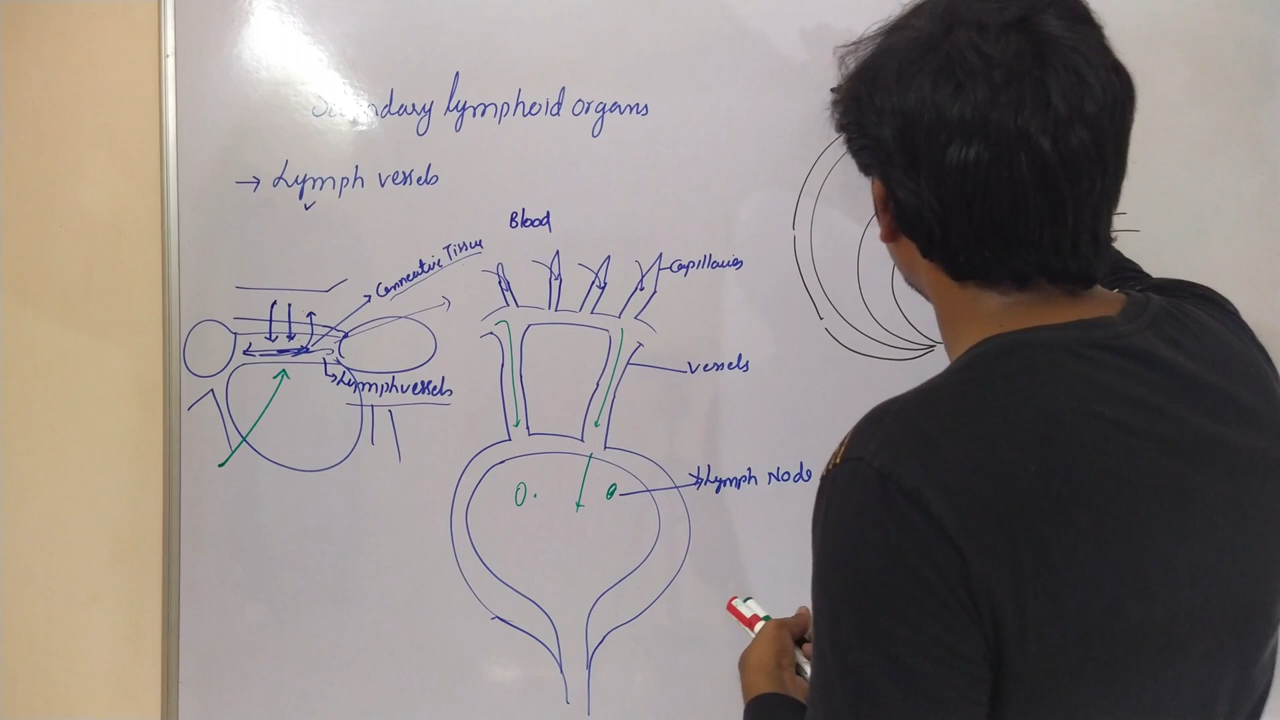 Secondary lymphoid organs
→ Lymph vessels
Blood
Connective Tissue
Capillaries
Lymph vessels
vessels
Lymph Node